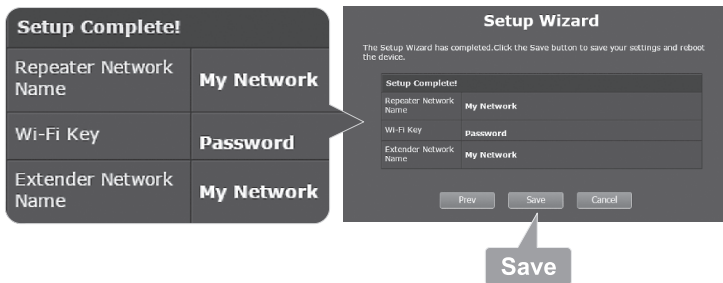 Setup Complete!
Repeater Network
Name
My Network
Wi-Fi Key
Password
Extender Network
Name
My Network
Setup Wizard
The Setup Wizard has completed.Click the Save button to save your settings and reboot
the device.
Setup Complete!
Repeater Network
Name
My Network
Wi-Fi Key
Password
Extender Network
Name
My Network
Prev
Save
Cancel
Save